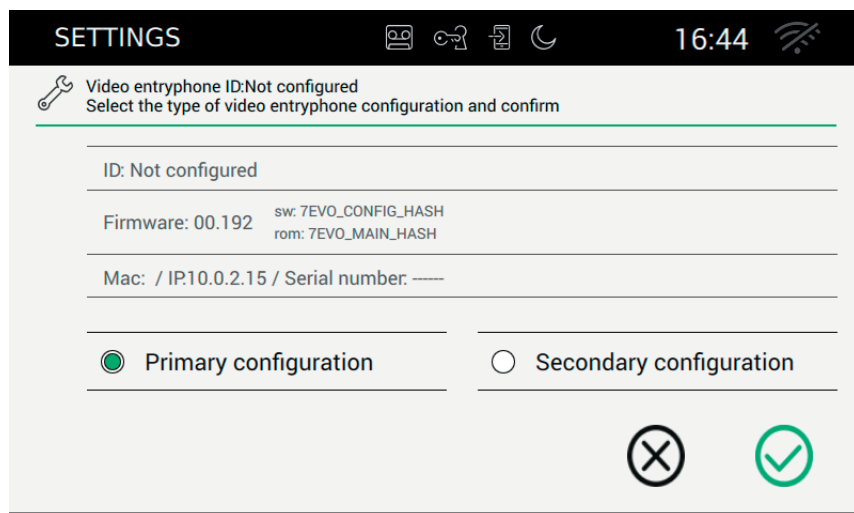 SETTINGS 16:44
Video entryphone ID:Not configured
Select the type of video entryphone configuration and confirm
ID: Not configured
Firmware: 00.192 sw: 7EVO_CONFIG_HASH
rom: 7EVO_MAIN_HASH
Mac: / IP.10.0.2.15 / Serial number: ------
Primary configuration Secondary configuration